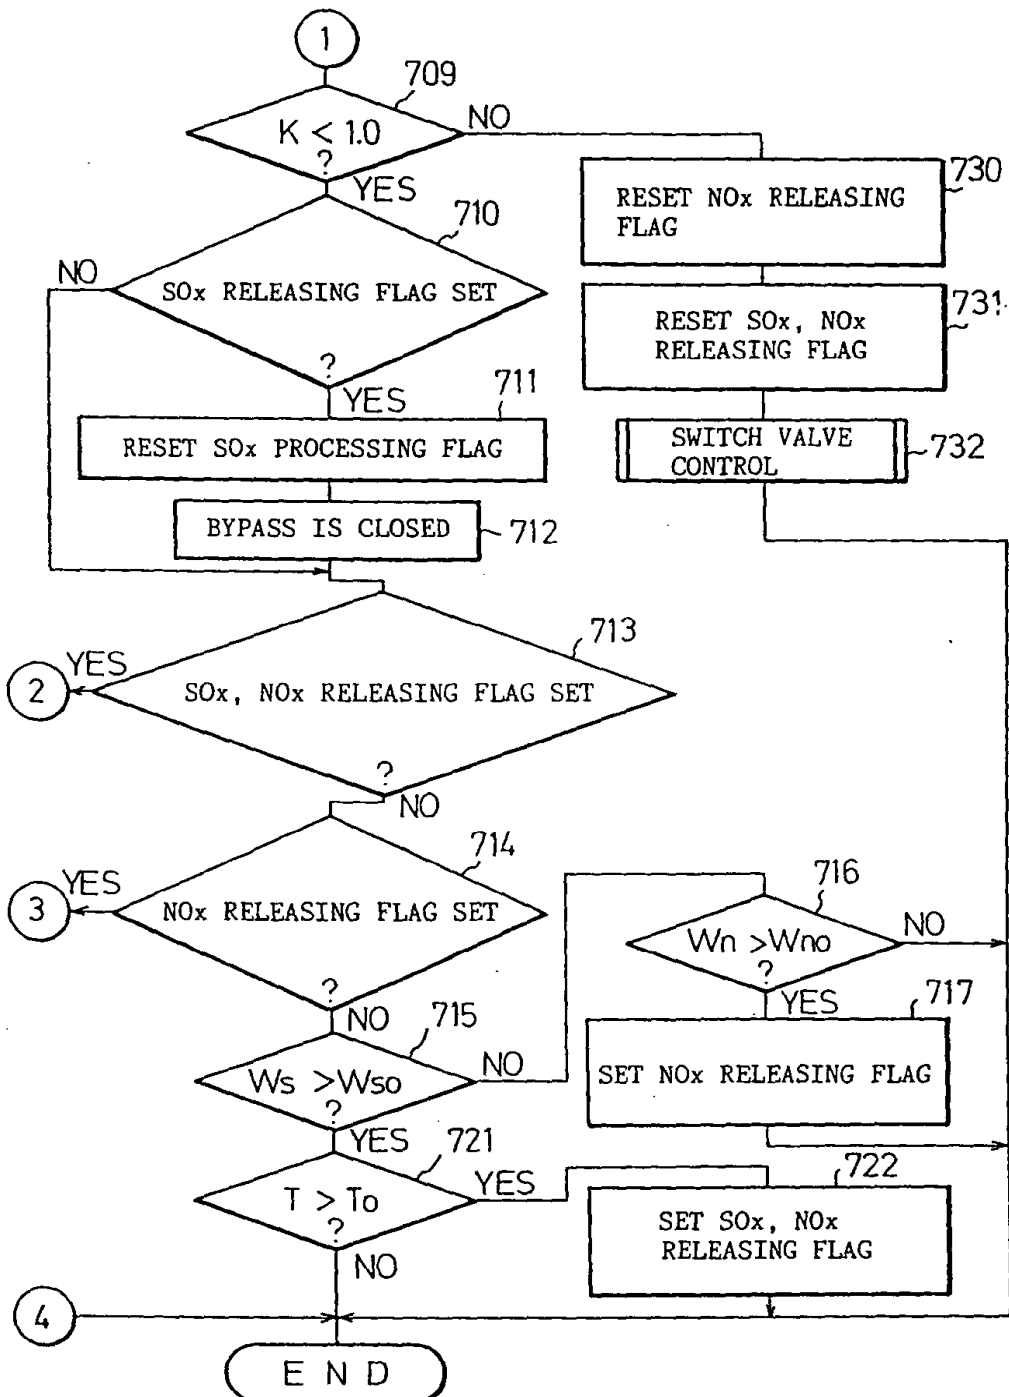 1
709
K < 1.0
?
NO
YES
730
RESET NOx RELEASING
FLAG
710
NO
SOx RELEASING FLAG SET
?
YES
731
RESET SOx, NOx
RELEASING FLAG
711
RESET SOx PROCESSING FLAG
SWITCH VALVE
CONTROL
732
BYPASS IS CLOSED
712
713
YES
2
SOx, NOx RELEASING FLAG SET
?
NO
714
YES
3
NOx RELEASING FLAG SET
?
NO
716
Wn >Wno
?
NO
YES
715
Ws >Wso
?
NO
YES
717
SET NOx RELEASING FLAG
721
T > To
?
YES
NO
722
SET SOx, NOx
RELEASING FLAG
4
END